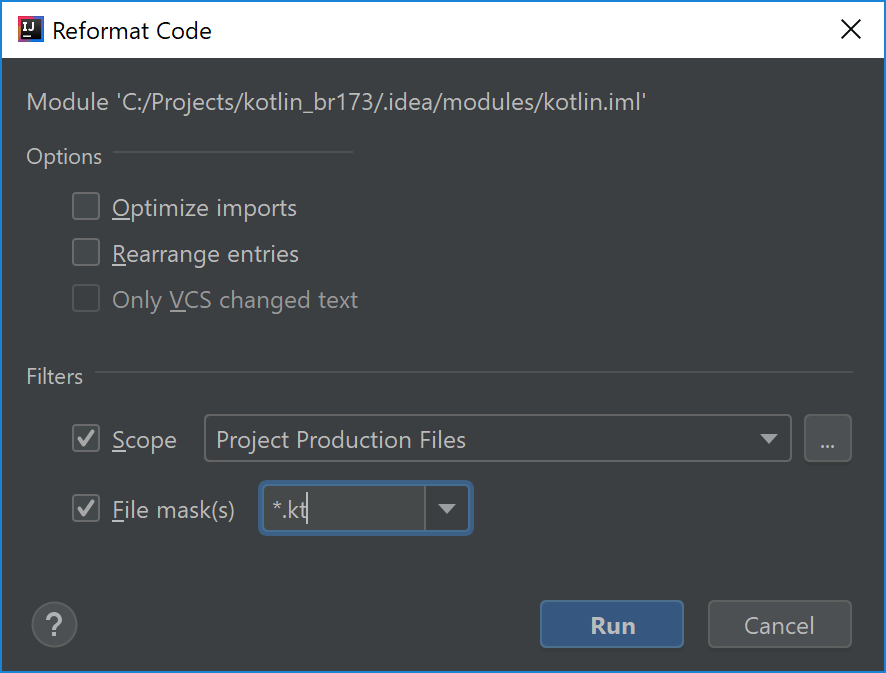 IJ Reformat Code
Module 'C:/Projects/kotlin_br173/.idea/modules/kotlin.iml'
Options
Optimize imports
Rearrange entries
Only VCS changed text
Filters
Scope Project Production Files ...
File mask(s) *.kt
? Run Cancel